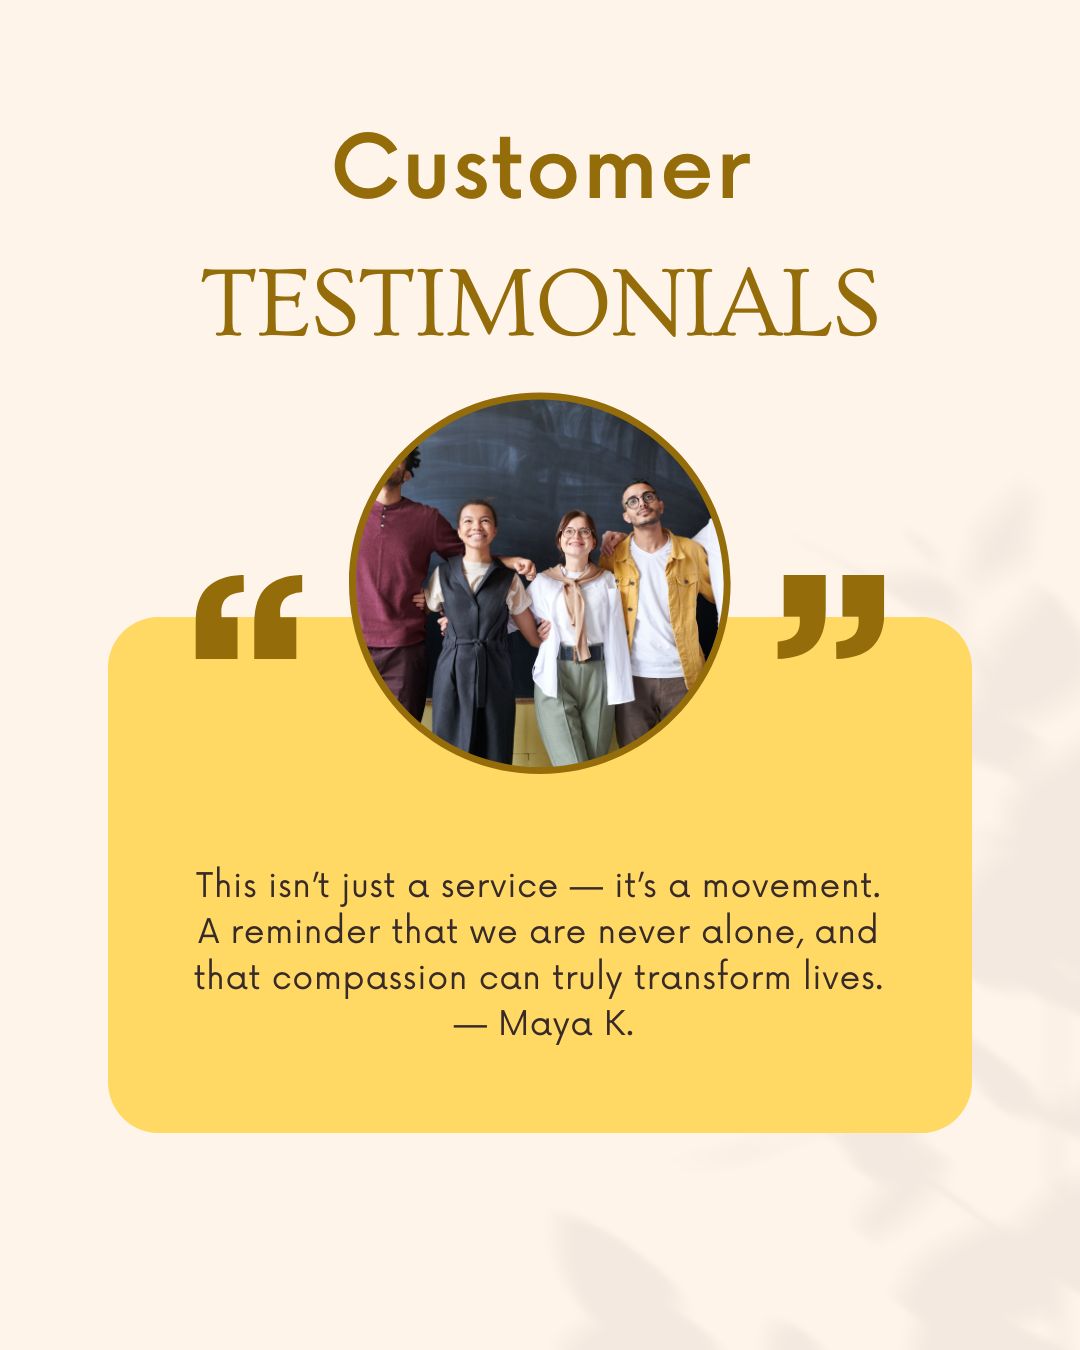 Customer
TESTIMONIALS
“ ”
This isn’t just a service — it’s a movement.
A reminder that we are never alone, and
that compassion can truly transform lives.
— Maya K.